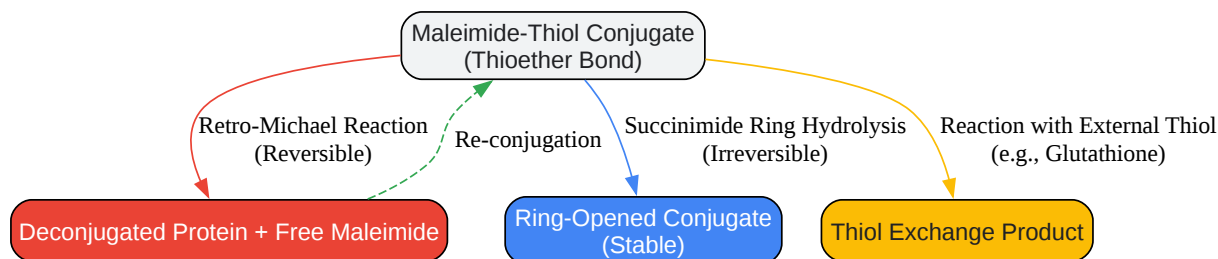 Maleimide-Thiol Conjugate
(Thioether Bond)
Retro-Michael Reaction
(Reversible)
Re-conjugation
Succinimide Ring Hydrolysis
(Irreversible)
Reaction with External Thiol
(e.g., Glutathione)
Deconjugated Protein + Free Maleimide
Ring-Opened Conjugate
(Stable)
Thiol Exchange Product